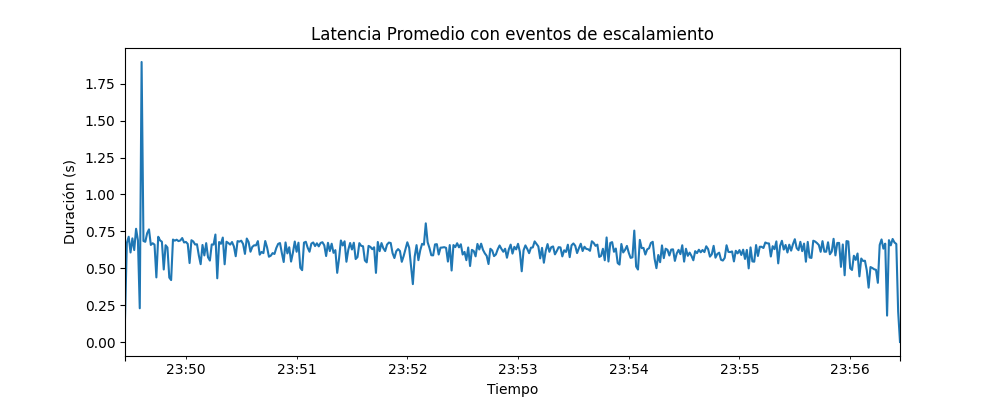 Latencia Promedio con eventos de escalamiento
Duración (s)
1.75
1.50
1.25
1.00
0.75
0.50
0.25
0.00
23:50 23:51 23:52 23:53 23:54 23:55 23:56
Tiempo